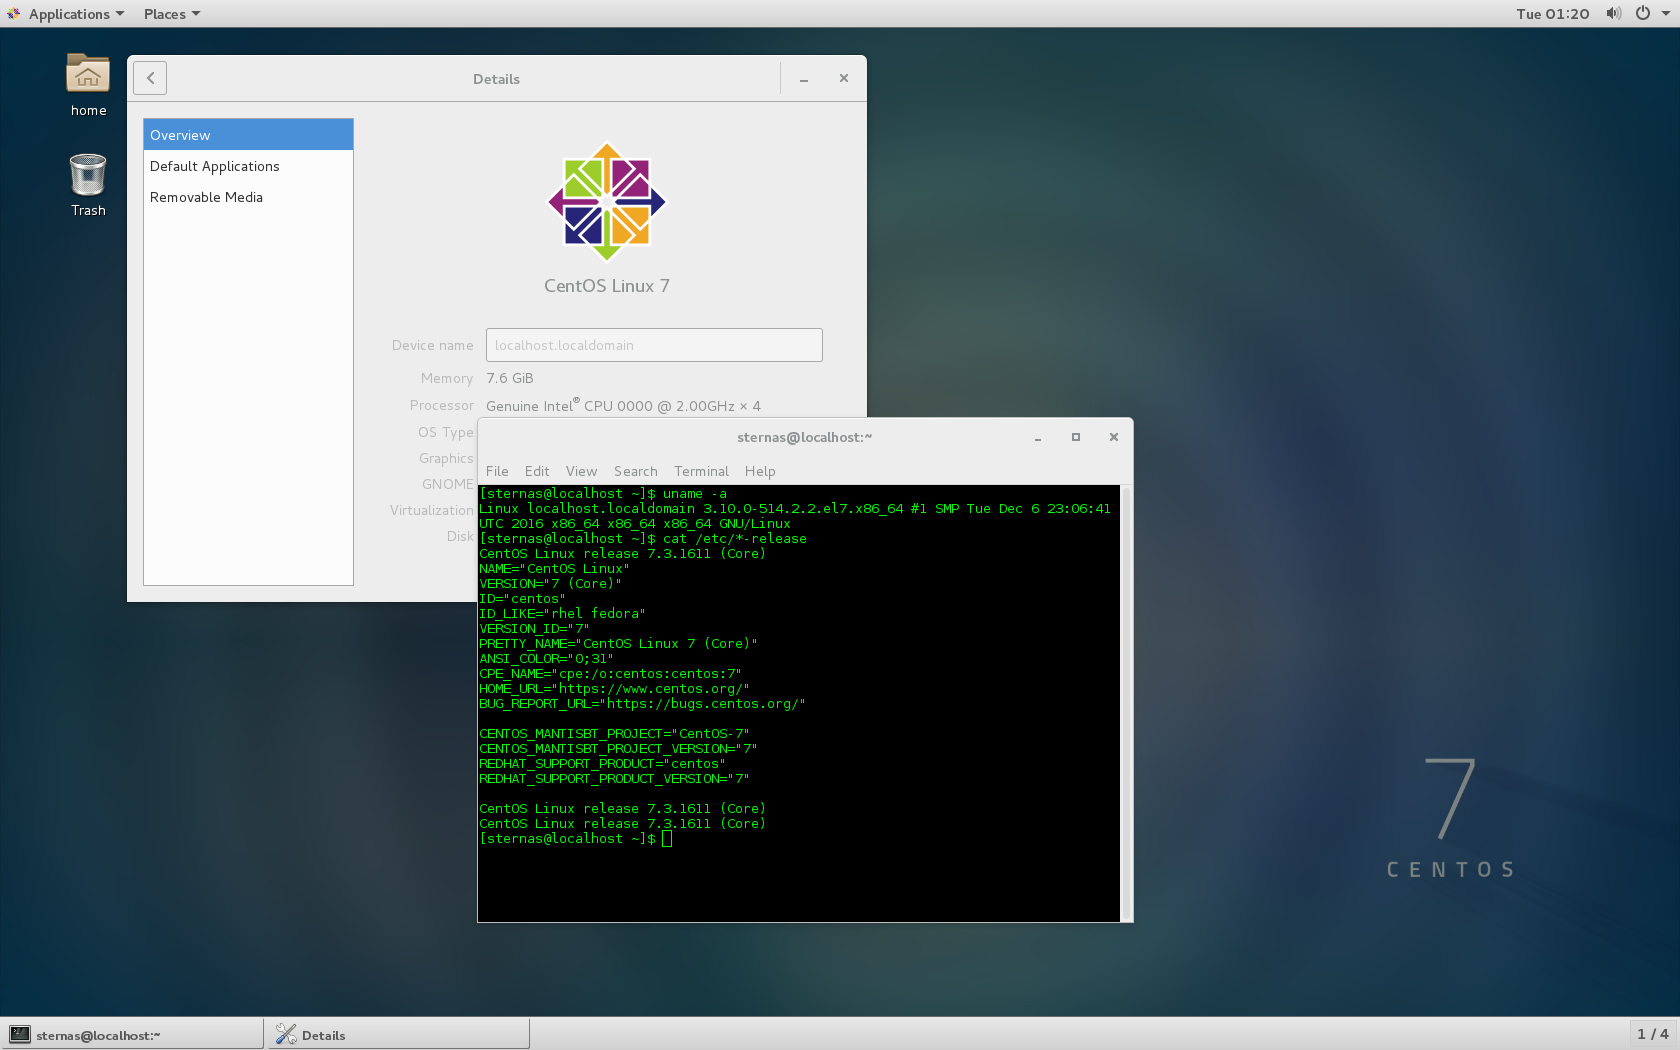 Applications Places Tue 01:20
home
Trash
Details
Overview
Default Applications
Removable Media
CentOS Linux 7
Device name localhost.localdomain
Memory 7.6 GiB
Processor Genuine Intel® CPU 0000 @ 2.00GHz × 4
OS Type
Graphics
GNOME
Virtualization
Disk
sternas@localhost:~
File Edit View Search Terminal Help
[sternas@localhost ~]$ uname -a
Linux localhost.localdomain 3.10.0-514.2.2.el7.x86_64 #1 SMP Tue Dec 6 23:06:41
UTC 2016 x86_64 x86_64 x86_64 GNU/Linux
[sternas@localhost ~]$ cat /etc/*-release
CentOS Linux release 7.3.1611 (Core)
NAME="CentOS Linux"
VERSION="7 (Core)"
ID="centos"
ID_LIKE="rhel fedora"
VERSION_ID="7"
PRETTY_NAME="CentOS Linux 7 (Core)"
ANSI_COLOR="0;31"
CPE_NAME="cpe:/o:centos:centos:7"
HOME_URL="https://www.centos.org/"
BUG_REPORT_URL="https://bugs.centos.org/"
CENTOS_MANTISBT_PROJECT="CentOS-7"
CENTOS_MANTISBT_PROJECT_VERSION="7"
REDHAT_SUPPORT_PRODUCT="centos"
REDHAT_SUPPORT_PRODUCT_VERSION="7"
CentOS Linux release 7.3.1611 (Core)
CentOS Linux release 7.3.1611 (Core)
[sternas@localhost ~]$
7
CENTOS
sternas@localhost:~ Details 1 / 4